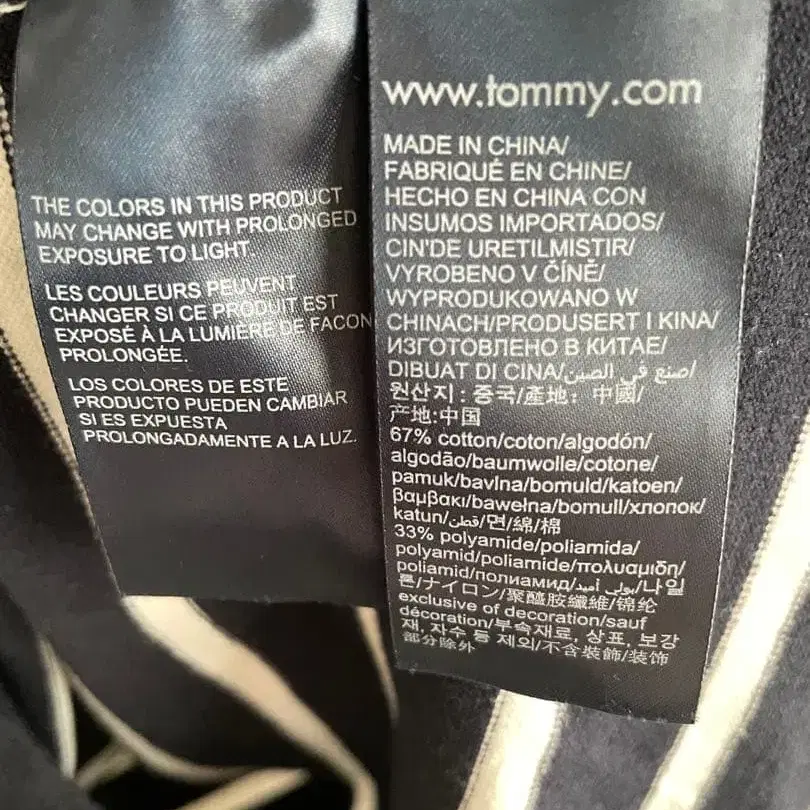 THE COLORS IN THIS PRODUCT
MAY CHANGE WITH PROLONGED
EXPOSURE TO LIGHT.
LES COULEURS PEUVENT
CHANGER SI CE PRODUIT EST
EXPOSÉ À LA LUMIÈRE DE FACON
PROLONGÉE.
LOS COLORES DE ESTE
PRODUCTO PUEDEN CAMBIAR
SI ES EXPUESTA
PROLONGADAMENTE A LA LUZ.
www.tommy.com
MADE IN CHINA/
FABRIQUÉ EN CHINE/
HECHO EN CHINA CON
INSUMOS IMPORTADOS/
CIN'DE URETILMISTIR/
VYROBENO V ČÍNĚ/
WYPRODUKOWANO W
CHINACH/PRODUSERT I KINA/
ИЗГОТОВЛЕНО В КИТАЕ/
DIBUAT DI CINA/صنع في الصين/
원산지: 중국/產地: 中國/
产地:中国
67% cotton/coton/algodón/
algodão/baumwolle/cotone/
pamuk/bavlna/bomuld/katoen/
βαμβακι/bawełna/bomull/хлопок/
katun/قطن/면/綿/棉
33% polyamide/poliamida/
polyamid/poliamide/πολυαμιδη/
poliamid/полиамид/بولي أميد/나일
론/ナイロン/聚醯胺纖維/锦纶
exclusive of decoration/sauf
décoration/부속재료, 상표, 보강
재, 자수 등 제외/不含裝飾/装饰
部分除外